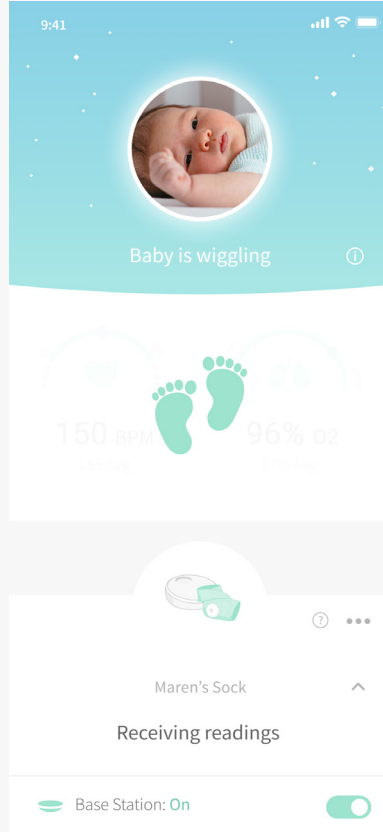 9:41
Baby is wiggling
150 BPM
96% O2
Maren's Sock
Receiving readings
Base Station: On